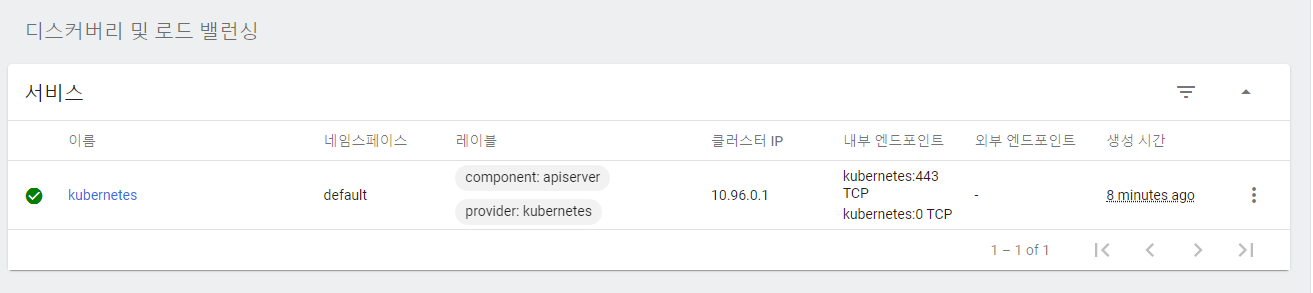 디스커버리 및 로드 밸런싱
서비스
이름 네임스페이스 레이블 클러스터 IP 내부 엔드포인트 외부 엔드포인트 생성 시간
kubernetes default component: apiserver provider: kubernetes 10.96.0.1 kubernetes:443 TCP kubernetes:0 TCP - 8 minutes ago
1 – 1 of 1